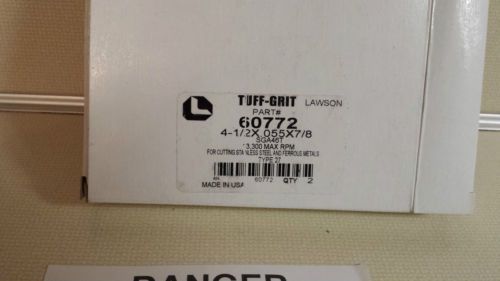 TUFF-GRIT LAWSON
PART#
60772
4-1/2X.055X7/8
SGA46T
13,300 MAX RPM
FOR CUTTING STAINLESS STEEL AND FERROUS METALS
TYPE 27
60772 QTY 2
MADE IN USA
DANGER